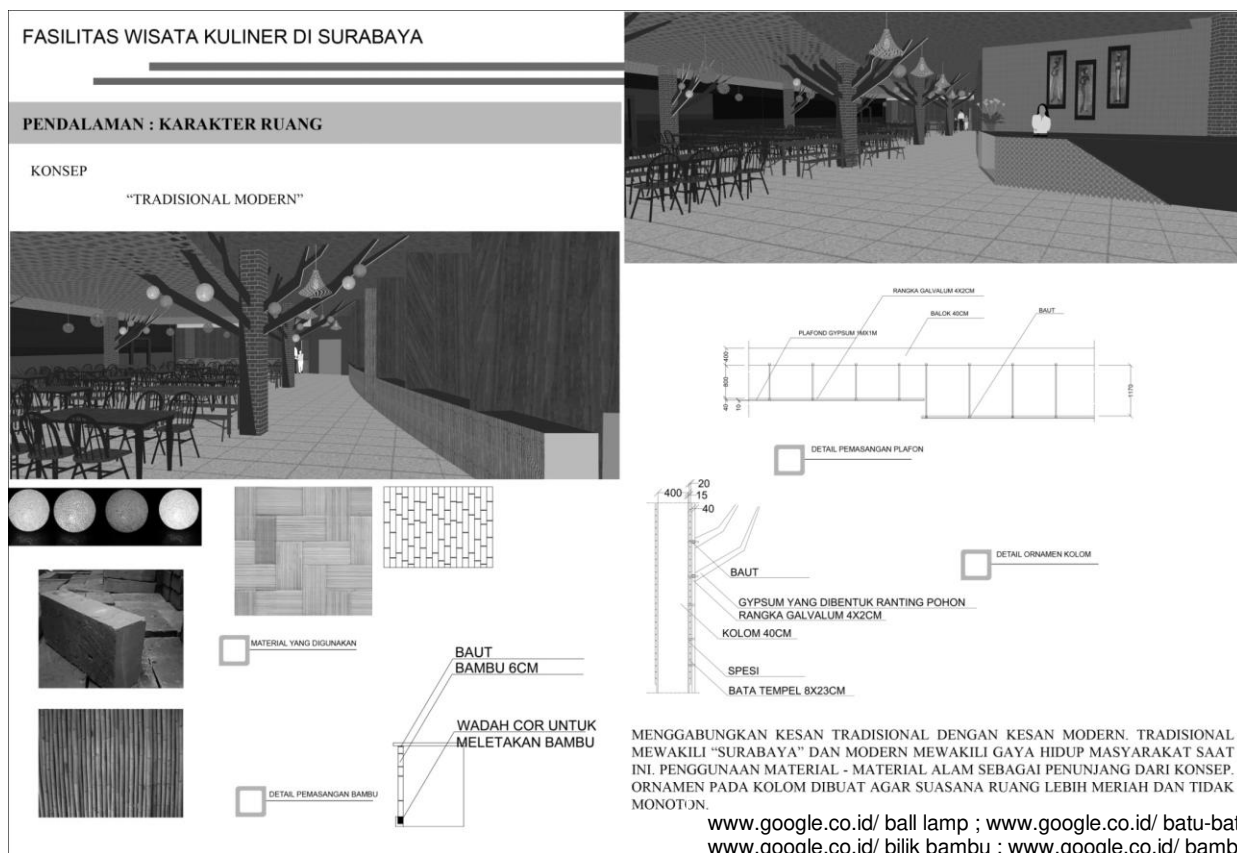 FASILITAS WISATA KULINER DI SURABAYA
PENDALAMAN : KARAKTER RUANG
KONSEP
“TRADISIONAL MODERN”
RANGKA GALVALUM 4X2CM
BALOK 40CM
BAUT
PLAFOND GYPSUM 1MX1M
400
800
40
10
1170
DETAIL PEMASANGAN PLAFON
20
400
15
40
DETAIL ORNAMEN KOLOM
BAUT
GYPSUM YANG DIBENTUK RANTING POHON
RANGKA GALVALUM 4X2CM
KOLOM 40CM
SPESI
BATA TEMPEL 8X23CM
MATERIAL YANG DIGUNAKAN
BAUT
BAMBU 6CM
WADAH COR UNTUK
MELETAKAN BAMBU
DETAIL PEMASANGAN BAMBU
MENGGABUNGKAN KESAN TRADISIONAL DENGAN KESAN MODERN. TRADISIONAL
MEWAKILI “SURABAYA” DAN MODERN MEWAKILI GAYA HIDUP MASYARAKAT SAAT
INI. PENGGUNAAN MATERIAL - MATERIAL ALAM SEBAGAI PENUNJANG DARI KONSEP.
ORNAMEN PADA KOLOM DIBUAT AGAR SUASANA RUANG LEBIH MERIAH DAN TIDAK
MONOTON.
www.google.co.id/ ball lamp ; www.google.co.id/ batu-bat
www.google.co.id/ bilik bambu ; www.google.co.id/ bamb